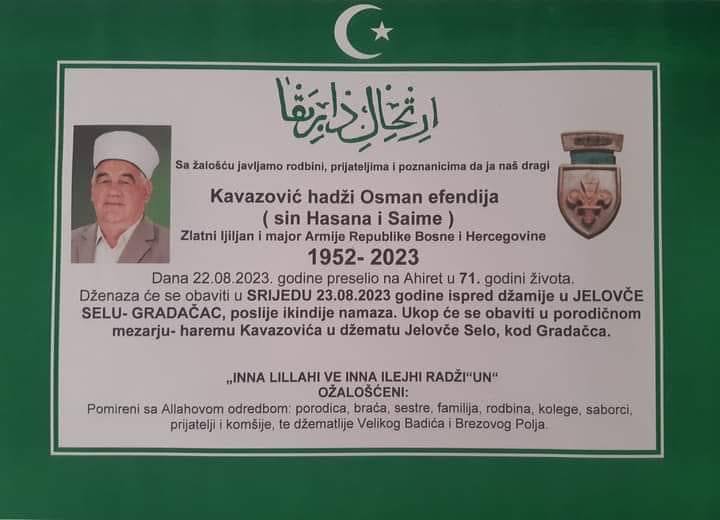 ارتحال دار بقا
Sa žalošću javljamo rodbini, prijateljima i poznanicima da ja naš dragi
Kavazović hadži Osman efendija
( sin Hasana i Saime )
Zlatni ljiljan i major Armije Republike Bosne i Hercegovine
1952- 2023
Dana 22.08.2023. godine preselio na Ahiret u 71. godini života.
Dženaza će se obaviti u SRIJEDU 23.08.2023 godine ispred džamije u JELOVČE
SELU- GRADAČAC, poslije ikindije namaza. Ukop će se obaviti u porodičnom
mezarju- haremu Kavazovića u džematu Jelovče Selo, kod Gradačca.
„INNA LILLAHI VE INNA ILEJHI RADŽI“UN“
OŽALOŠĆENI:
Pomireni sa Allahovom odredbom: porodica, braća, sestre, familija, rodbina, kolege, saborci,
prijatelji i komšije, te džematlije Velikog Badića i Brezovog Polja.